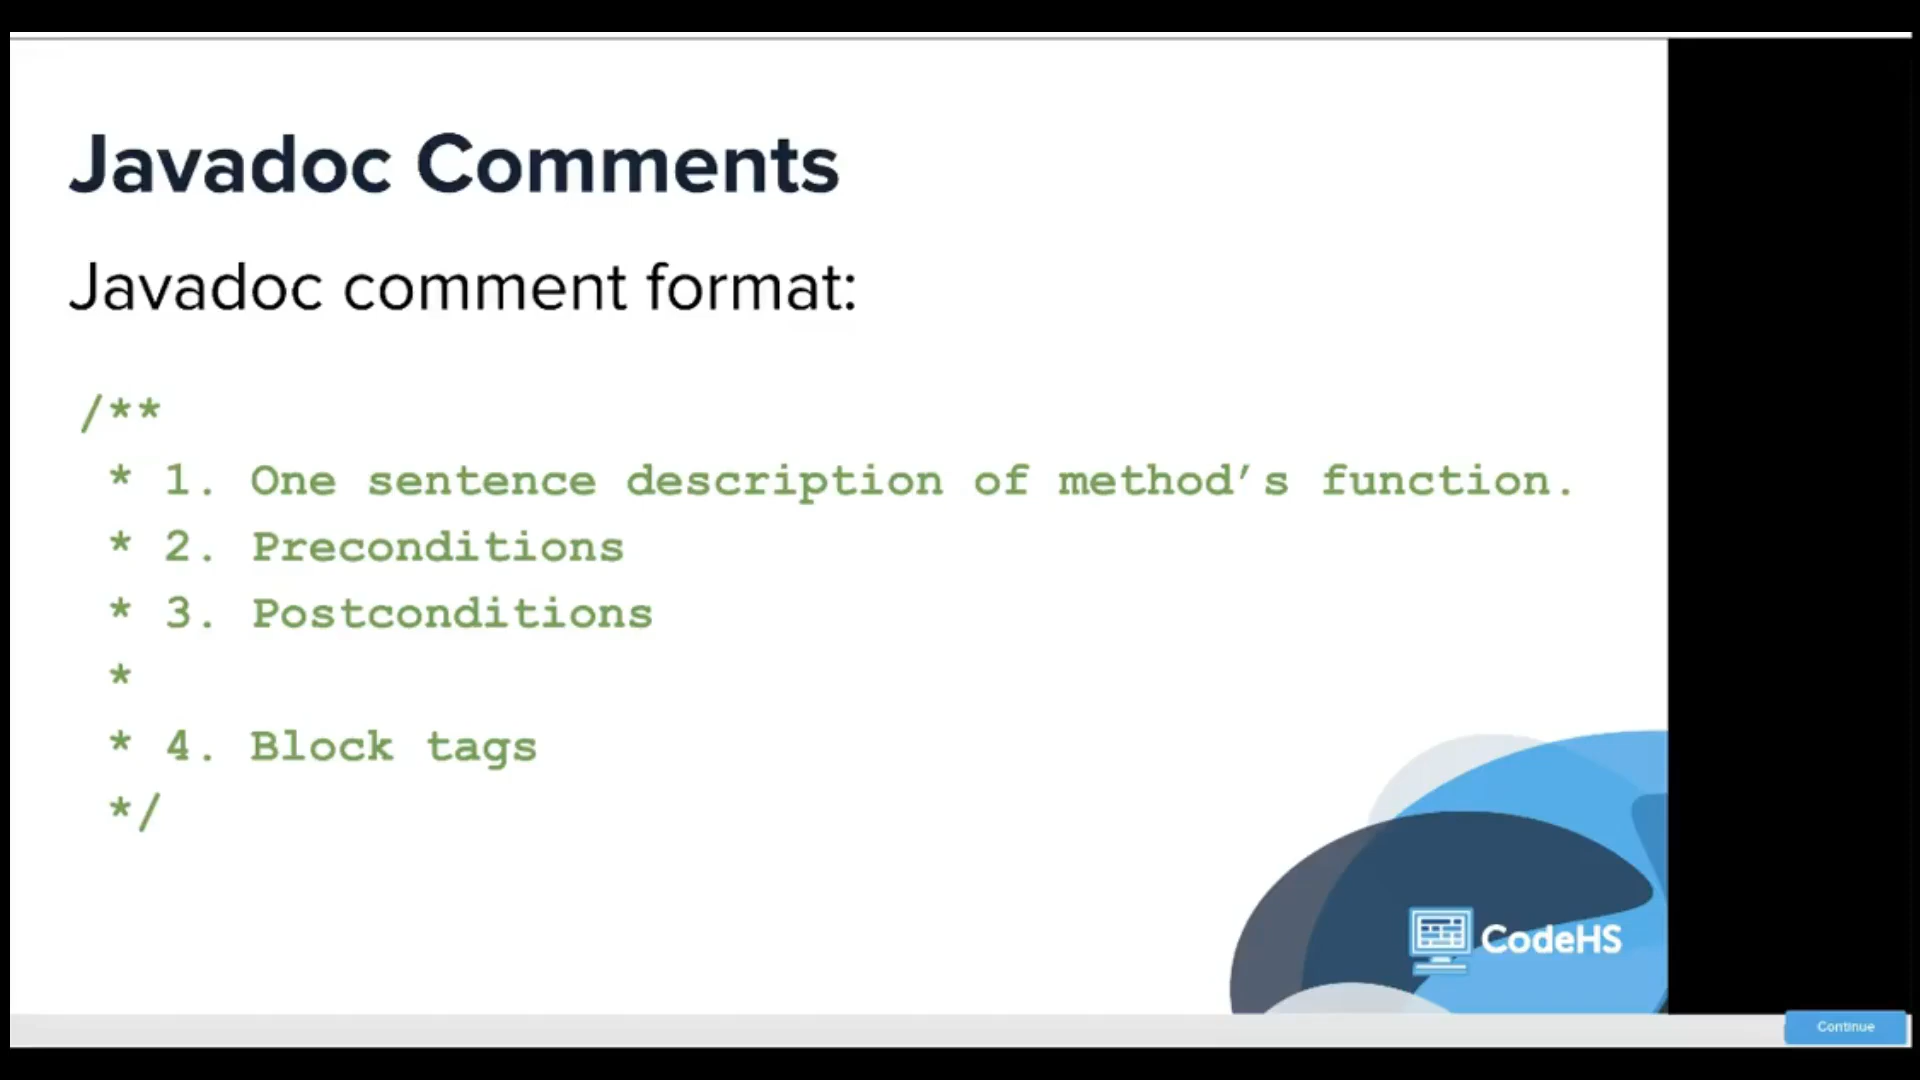 Javadoc Comments
Javadoc comment format:
/**
* 1. One sentence description of method’s function.
* 2. Preconditions
* 3. Postconditions
*
* 4. Block tags
*/
CodeHS
Continue